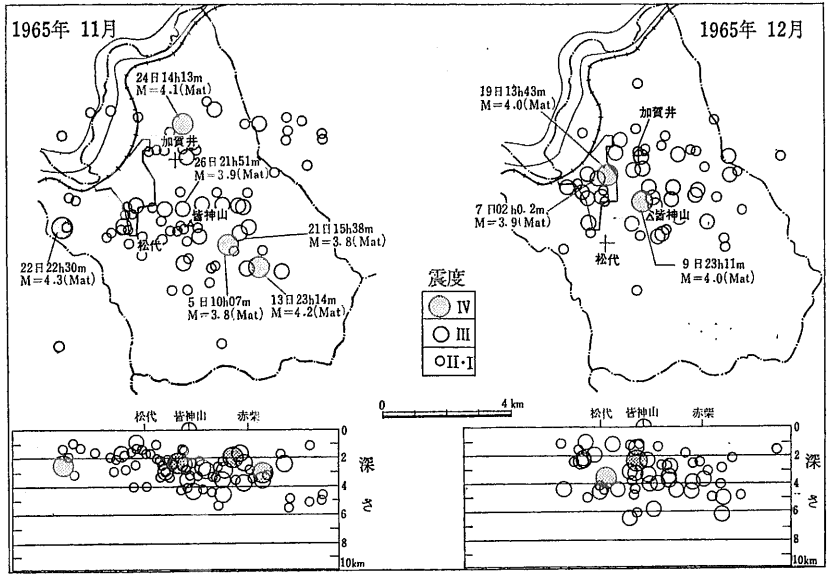 1965年 11月
24日14h13m
M=4.1(Mat)
加賀井
26日21h51m
M=3.9(Mat)
皆神山
21日15h38m
M=3.8(Mat)
松代
22日22h30m
M=4.3(Mat)
5日10h07m
M=3.8(Mat)
13日23h14m
M=4.2(Mat)
1965年 12月
19日13h43m
M=4.0(Mat)
加賀井
7日02h0.2m
M=3.9(Mat)
皆神山
松代
9日23h11m
M=4.0(Mat)
震度
IV
III
II・I
0 4km
松代 皆神山 赤柴
0
2
4
6
8
10km
深さ
松代 皆神山 赤柴
0
2
4
6
8
10km
深さ